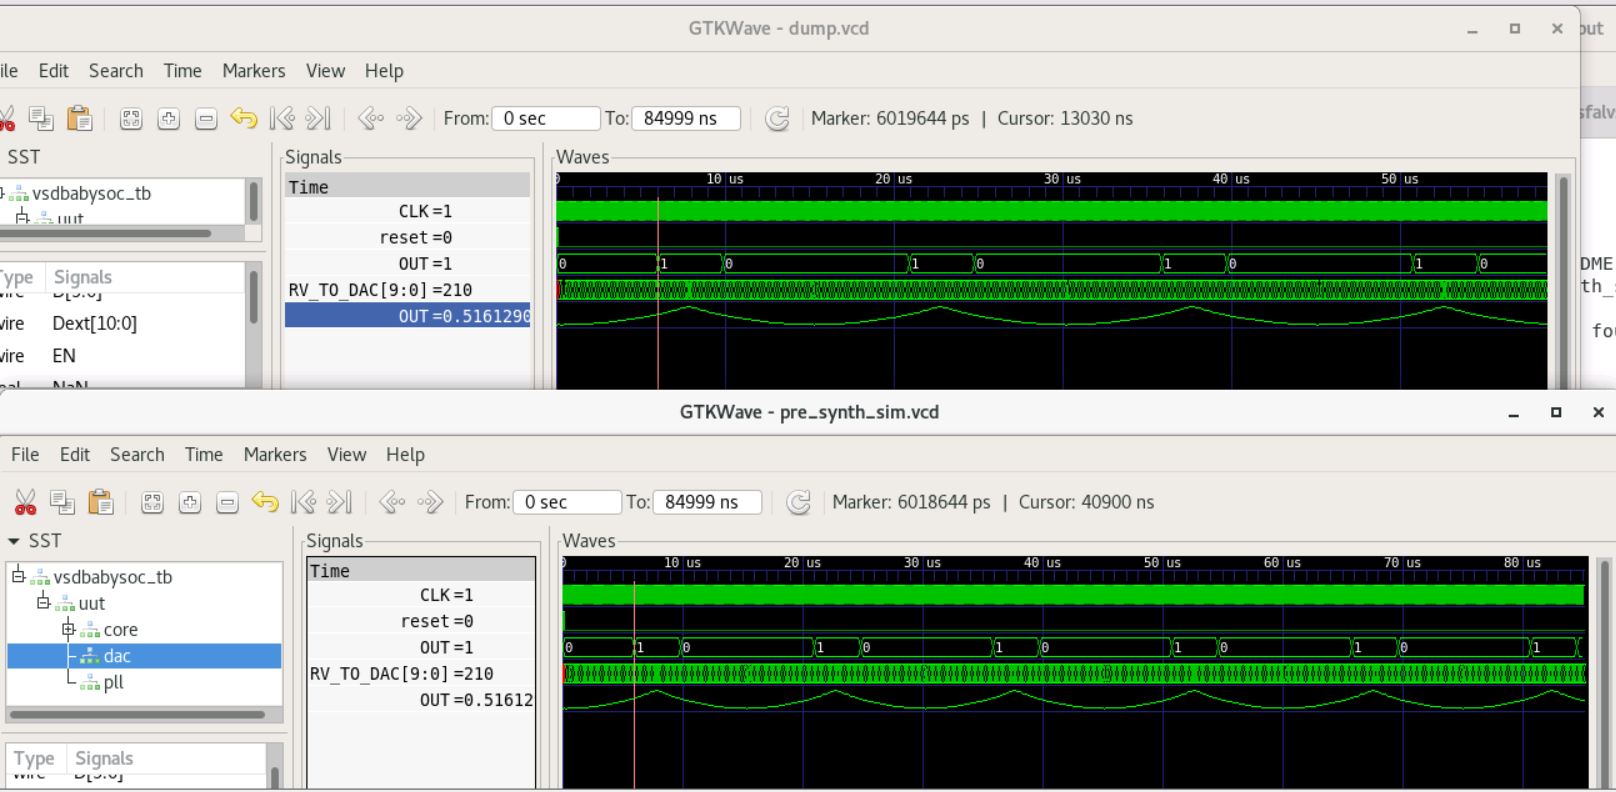 GTKWave - dump.vcd
ile Edit Search Time Markers View Help
From: 0 sec To: 84999 ns Marker: 6019644 ps | Cursor: 13030 ns
SST
vsdbabysoc_tb
uut
Type Signals
Dext[10:0]
EN
NaN
Signals
Time
CLK=1
reset=0
OUT=1
RV_TO_DAC[9:0]=210
OUT=0.5161290
Waves
0 10 us 20 us 30 us 40 us 50 us
0 1 0 1 0 1 0 1 0
DME
th_s
fou
sfalv
GTKWave - pre_synth_sim.vcd
File Edit Search Time Markers View Help
From: 0 sec To: 84999 ns Marker: 6018644 ps | Cursor: 40900 ns
SST
vsdbabysoc_tb
uut
core
dac
pll
Type Signals
wire D[9:0]
Signals
Time
CLK=1
reset=0
OUT=1
RV_TO_DAC[9:0]=210
OUT=0.51612
Waves
0 10 us 20 us 30 us 40 us 50 us 60 us 70 us 80 us
0 1 0 1 0 1 0 1 0 1 0 1